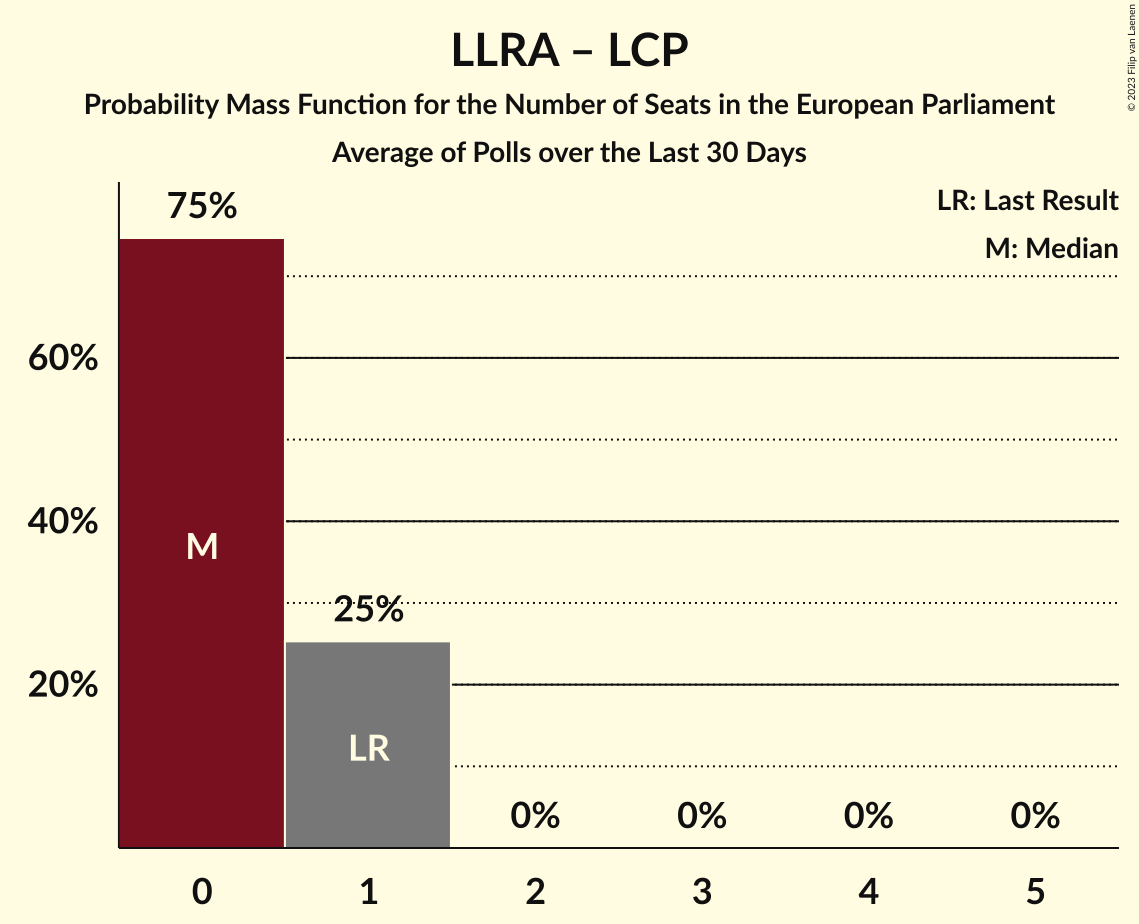 LLRA – LCP
Probability Mass Function for the Number of Seats in the European Parliament
Average of Polls over the Last 30 Days
© 2023 Filip van Laenen
LR: Last Result
M: Median
75%
60%
40%
20%
M
25%
LR
0%
0%
0%
0%
0
1
2
3
4
5